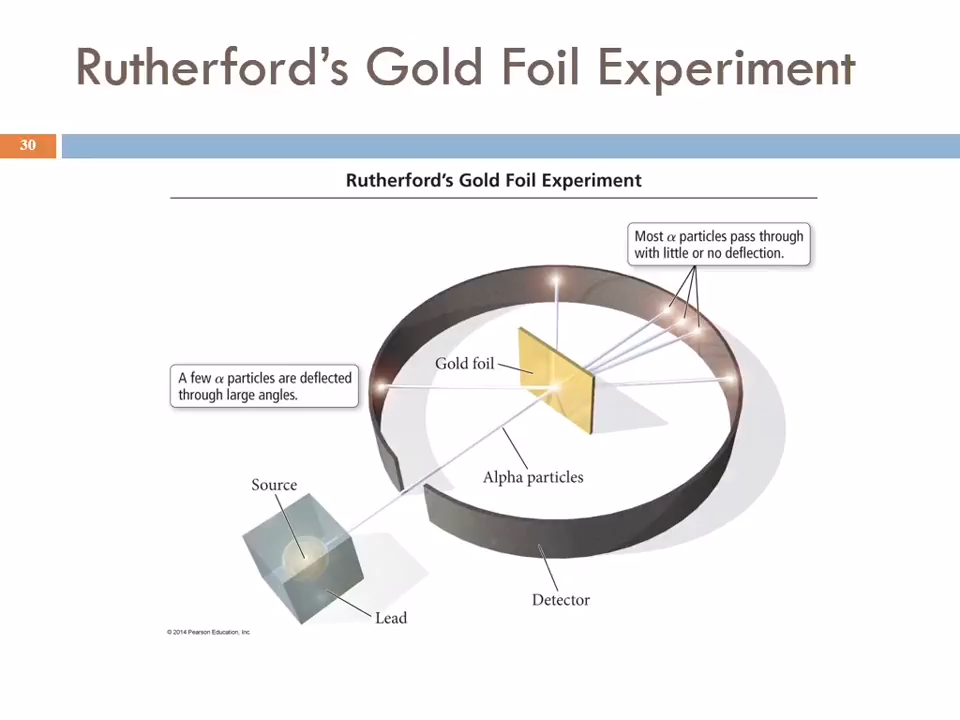 Rutherford’s Gold Foil Experiment
30
Rutherford’s Gold Foil Experiment
Most α particles pass through
with little or no deflection.
Gold foil
A few α particles are deflected
through large angles.
Alpha particles
Source
Detector
Lead
© 2014 Pearson Education, Inc